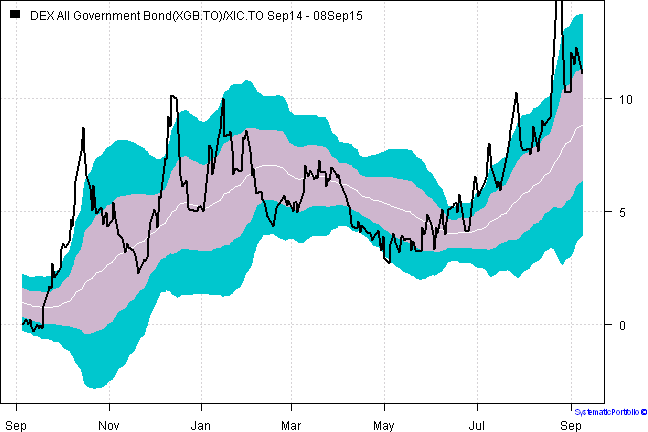 DEX All Government Bond(XGB.TO)/XIC.TO Sep14 - 08Sep15
10
5
0
Sep Nov Jan Mar May Jul Sep
SystematicPortfolio ©